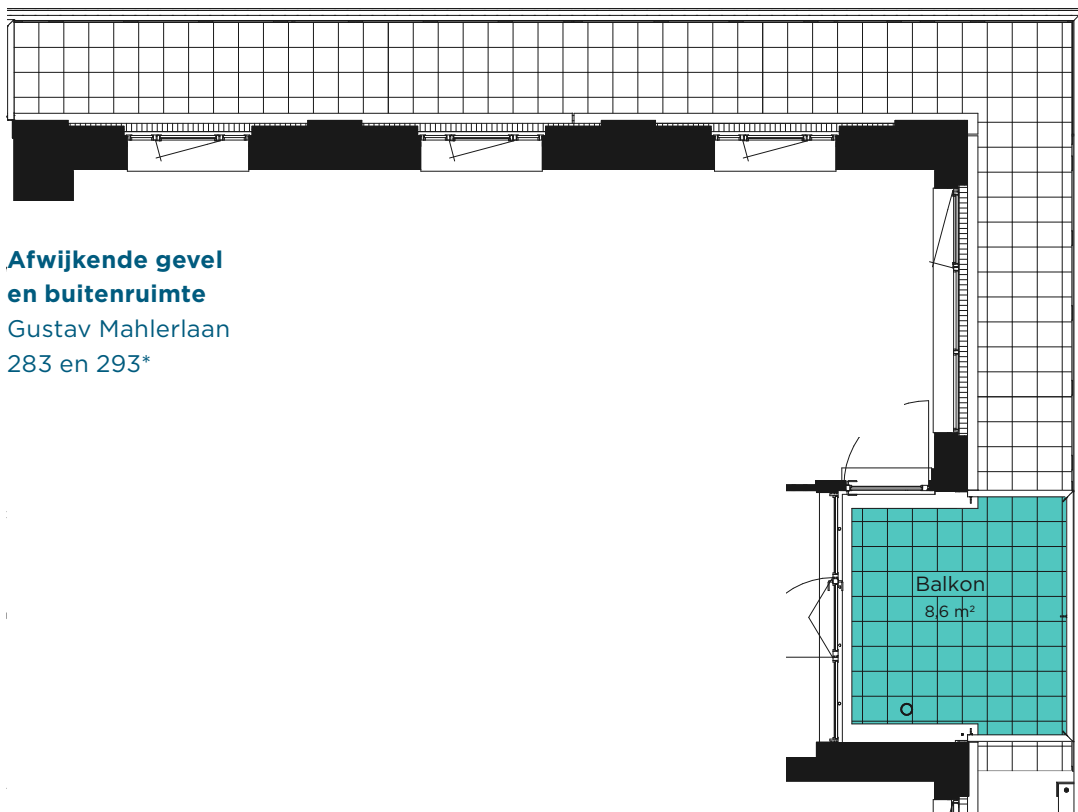 Afwijkende gevel
en buitenruimte
Gustav Mahlerlaan
283 en 293*
Balkon
8,6 m²